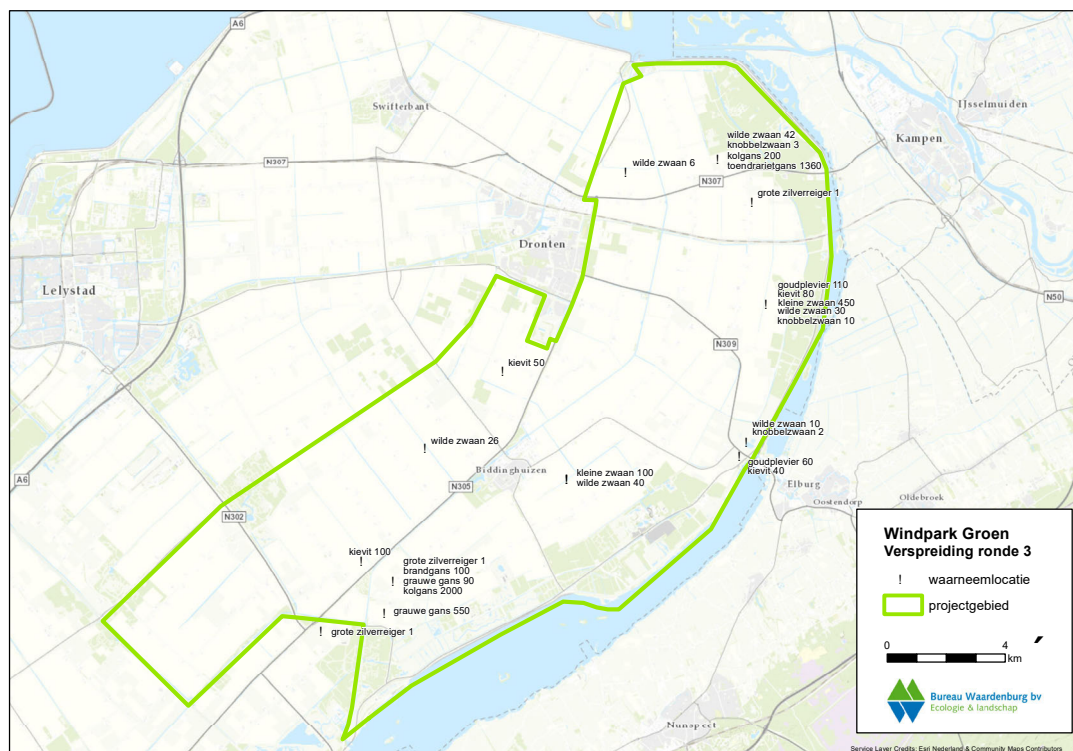 A6
Swifterbant
IJsselmuiden
Kampen
N307
wilde zwaan 42
knobbelzwaan 3
kolgans 200
toendrarietgans 1360
wilde zwaan 6
N307
grote zilverreiger 1
Dronten
Lelystad
goudplevier 110
kievit 80
kleine zwaan 450
wilde zwaan 30
knobbelzwaan 10
N50
N309
kievit 50
wilde zwaan 10
knobbelzwaan 2
wilde zwaan 26
goudplevier 60
kievit 40
Biddinghuizen
kleine zwaan 100
wilde zwaan 40
A6
N305
Elburg
Oostendorp
Oldebroek
N302
kievit 100
grote zilverreiger 1
brandgans 100
grauwe gans 90
kolgans 2000
grauwe gans 550
grote zilverreiger 1
Nunspeet
Windpark Groen
Verspreiding ronde 3
! waarneemlocatie
projectgebied
0 4
km
Bureau Waardenburg bv
Ecologie & landschap
Service Layer Credits: Esri Nederland & Community Maps Contributors